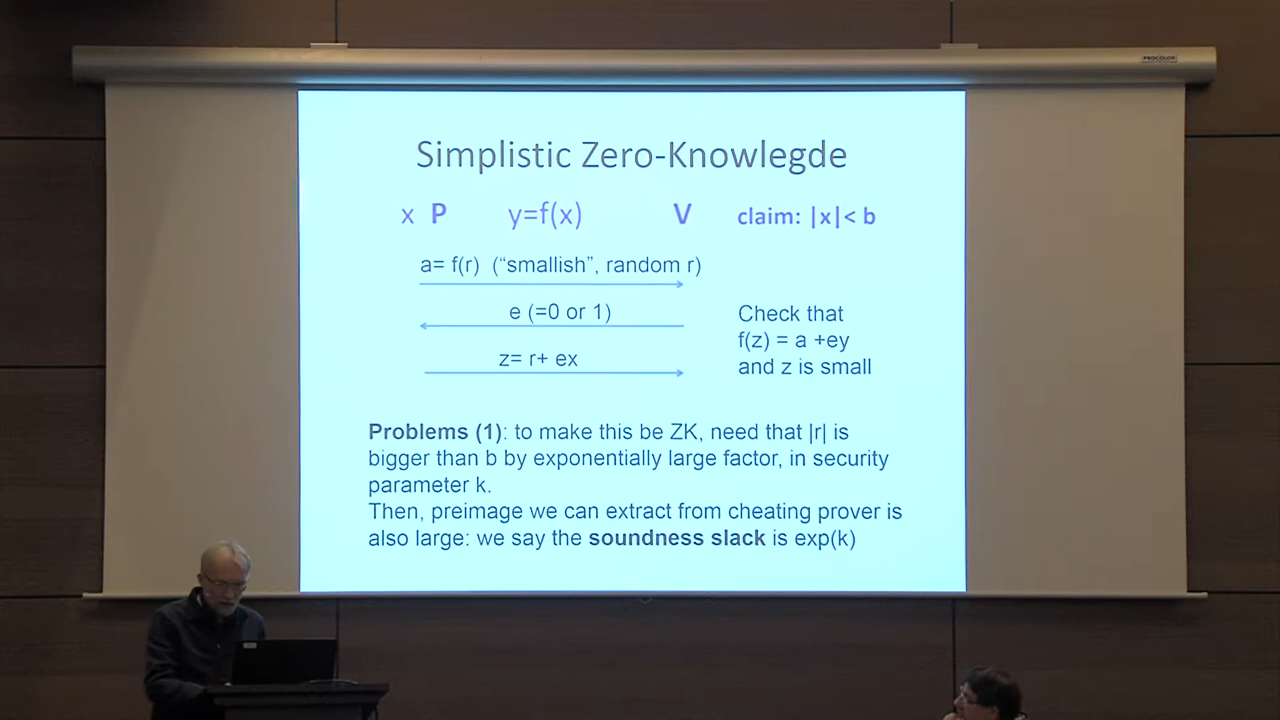 PROCOLOR
Simplistic Zero-Knowlegde
x P y=f(x) V claim: |x|< b
a= f(r) (“smallish”, random r)
e (=0 or 1)
z= r+ ex
Check that
f(z) = a +ey
and z is small
Problems (1): to make this be ZK, need that |r| is
bigger than b by exponentially large factor, in security
parameter k.
Then, preimage we can extract from cheating prover is
also large: we say the soundness slack is exp(k)